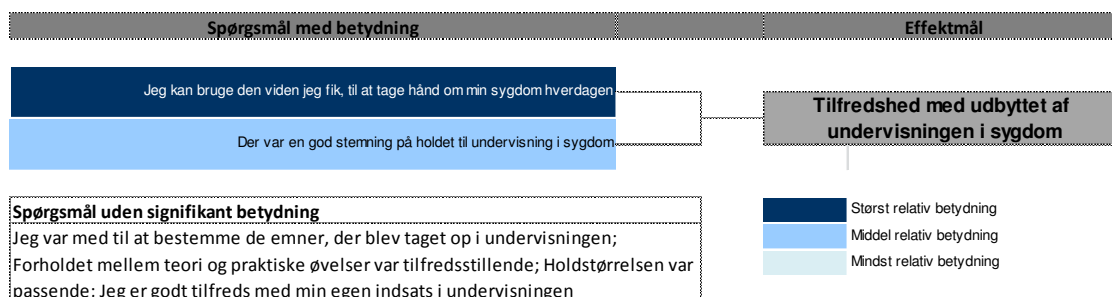 Spørgsmål med betydning
Effektmål
Jeg kan bruge den viden jeg fik, til at tage hånd om min sygdom hverdagen
Der var en god stemning på holdet til undervisning i sygdom
Tilfredshed med udbyttet af
undervisningen i sygdom
Spørgsmål uden signifikant betydning
Jeg var med til at bestemme de emner, der blev taget op i undervisningen;
Forholdet mellem teori og praktiske øvelser var tilfredsstillende; Holdstørrelsen var
passende; Jeg er godt tilfreds med min egen indsats i undervisningen
Størst relativ betydning
Middel relativ betydning
Mindst relativ betydning